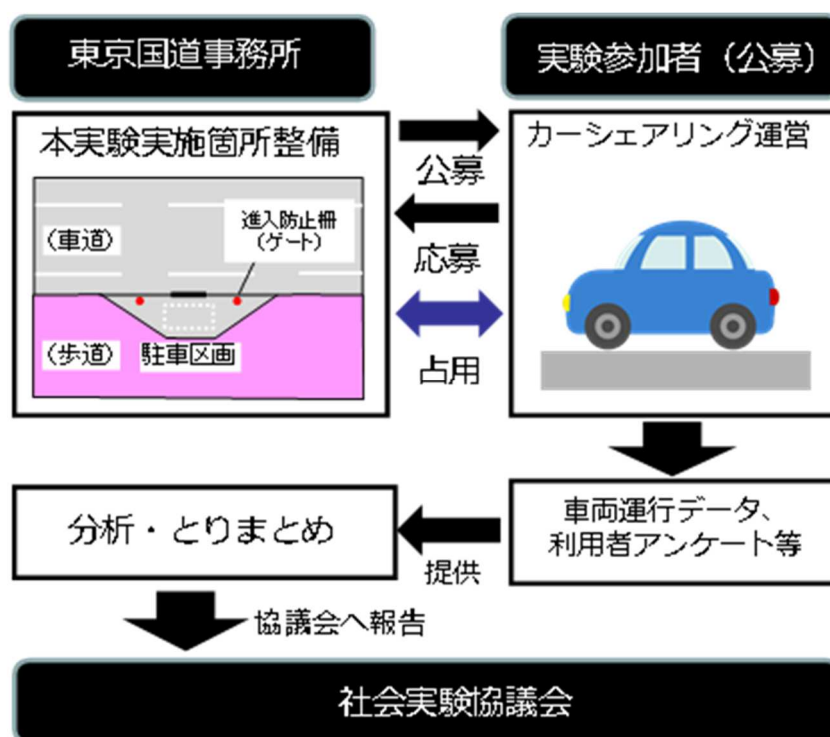 東京国道事務所
実験参加者（公募）
本実験実施箇所整備
（車道）
進入防止柵
（ゲート）
（歩道）
駐車区画
公募
応募
占用
カーシェアリング運営
分析・とりまとめ
提供
車両運行データ、
利用者アンケート等
協議会へ報告
社会実験協議会